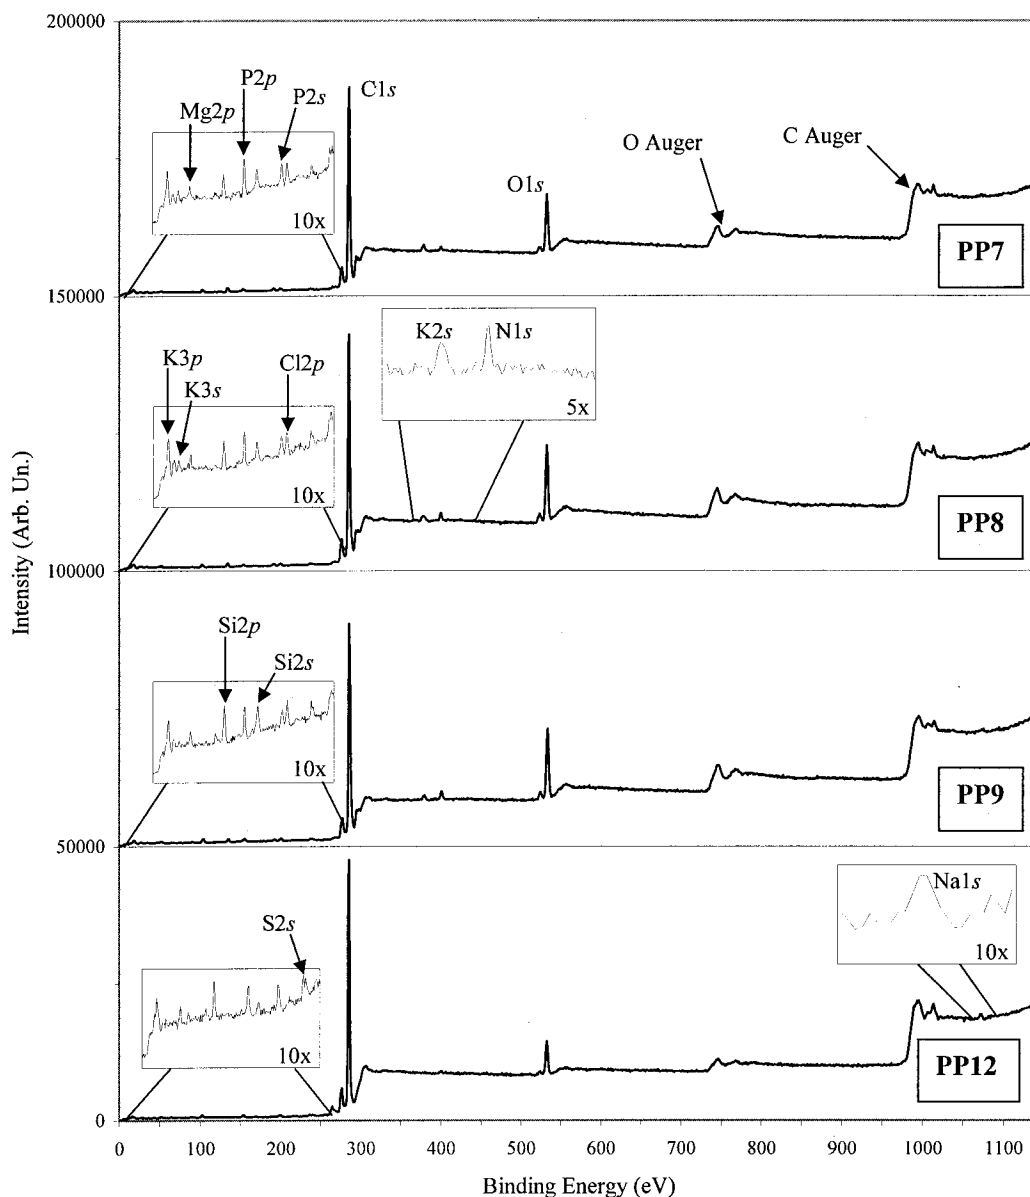 200000
P2p
P2s
C1s
Mg2p
O Auger
C Auger
O1s
10x
PP7
150000
K2s
N1s
K3p
Cl2p
K3s
5x
10x
PP8
100000
Intensity (Arb. Un.)
Si2p
Si2s
10x
PP9
50000
Na1s
S2s
10x
10x
PP12
0
0 100 200 300 400 500 600 700 800 900 1000 1100
Binding Energy (eV)